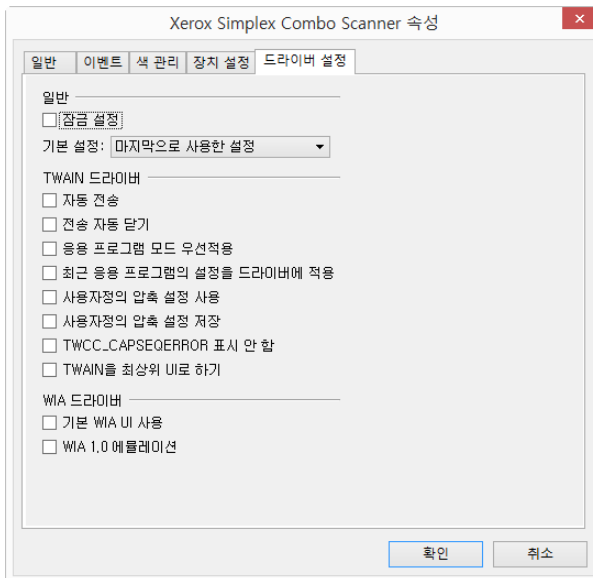 Xerox Simplex Combo Scanner 속성
일반 이벤트 색 관리 장치 설정 드라이버 설정
일반
잠금 설정
기본 설정: 마지막으로 사용한 설정
TWAIN 드라이버
자동 전송
전송 자동 닫기
응용 프로그램 모드 우선적용
최근 응용 프로그램의 설정을 드라이버에 적용
사용자정의 압축 설정 사용
사용자정의 압축 설정 저장
TWCC_CAPSEQERROR 표시 안 함
TWAIN을 최상위 UI로 하기
WIA 드라이버
기본 WIA UI 사용
WIA 1.0 에뮬레이션
확인 취소